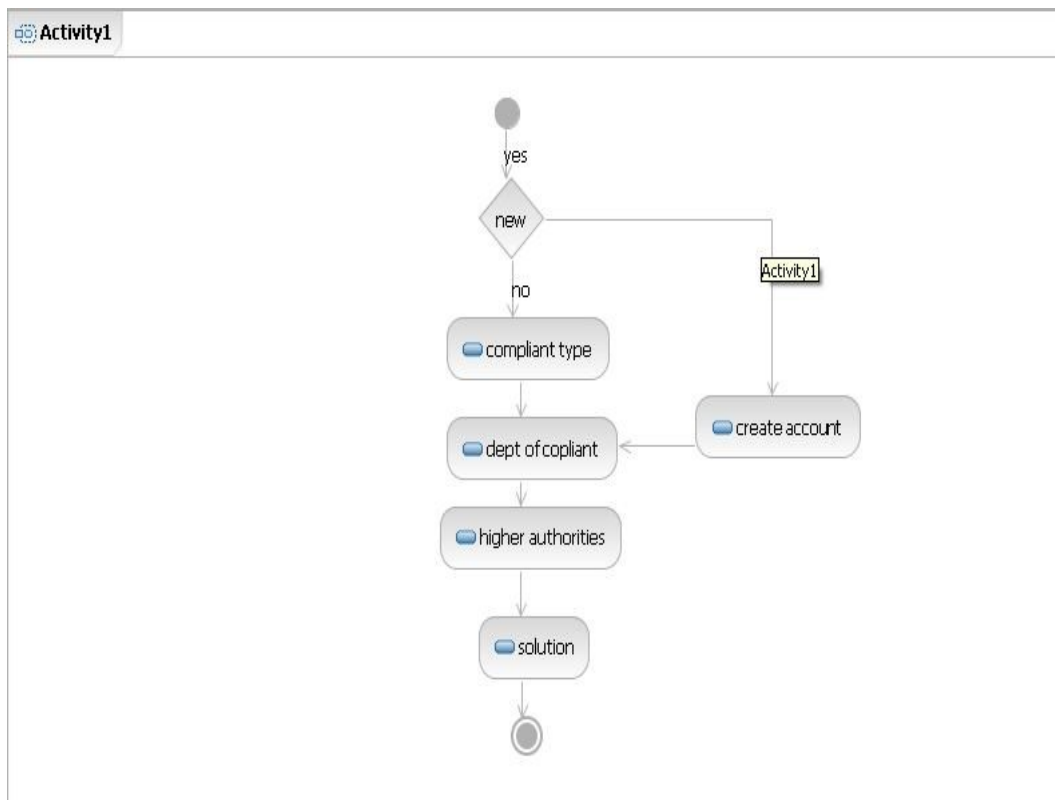 Activity1
yes
new
Activity1
no
compliant type
create account
dept of copliant
higher authorities
solution